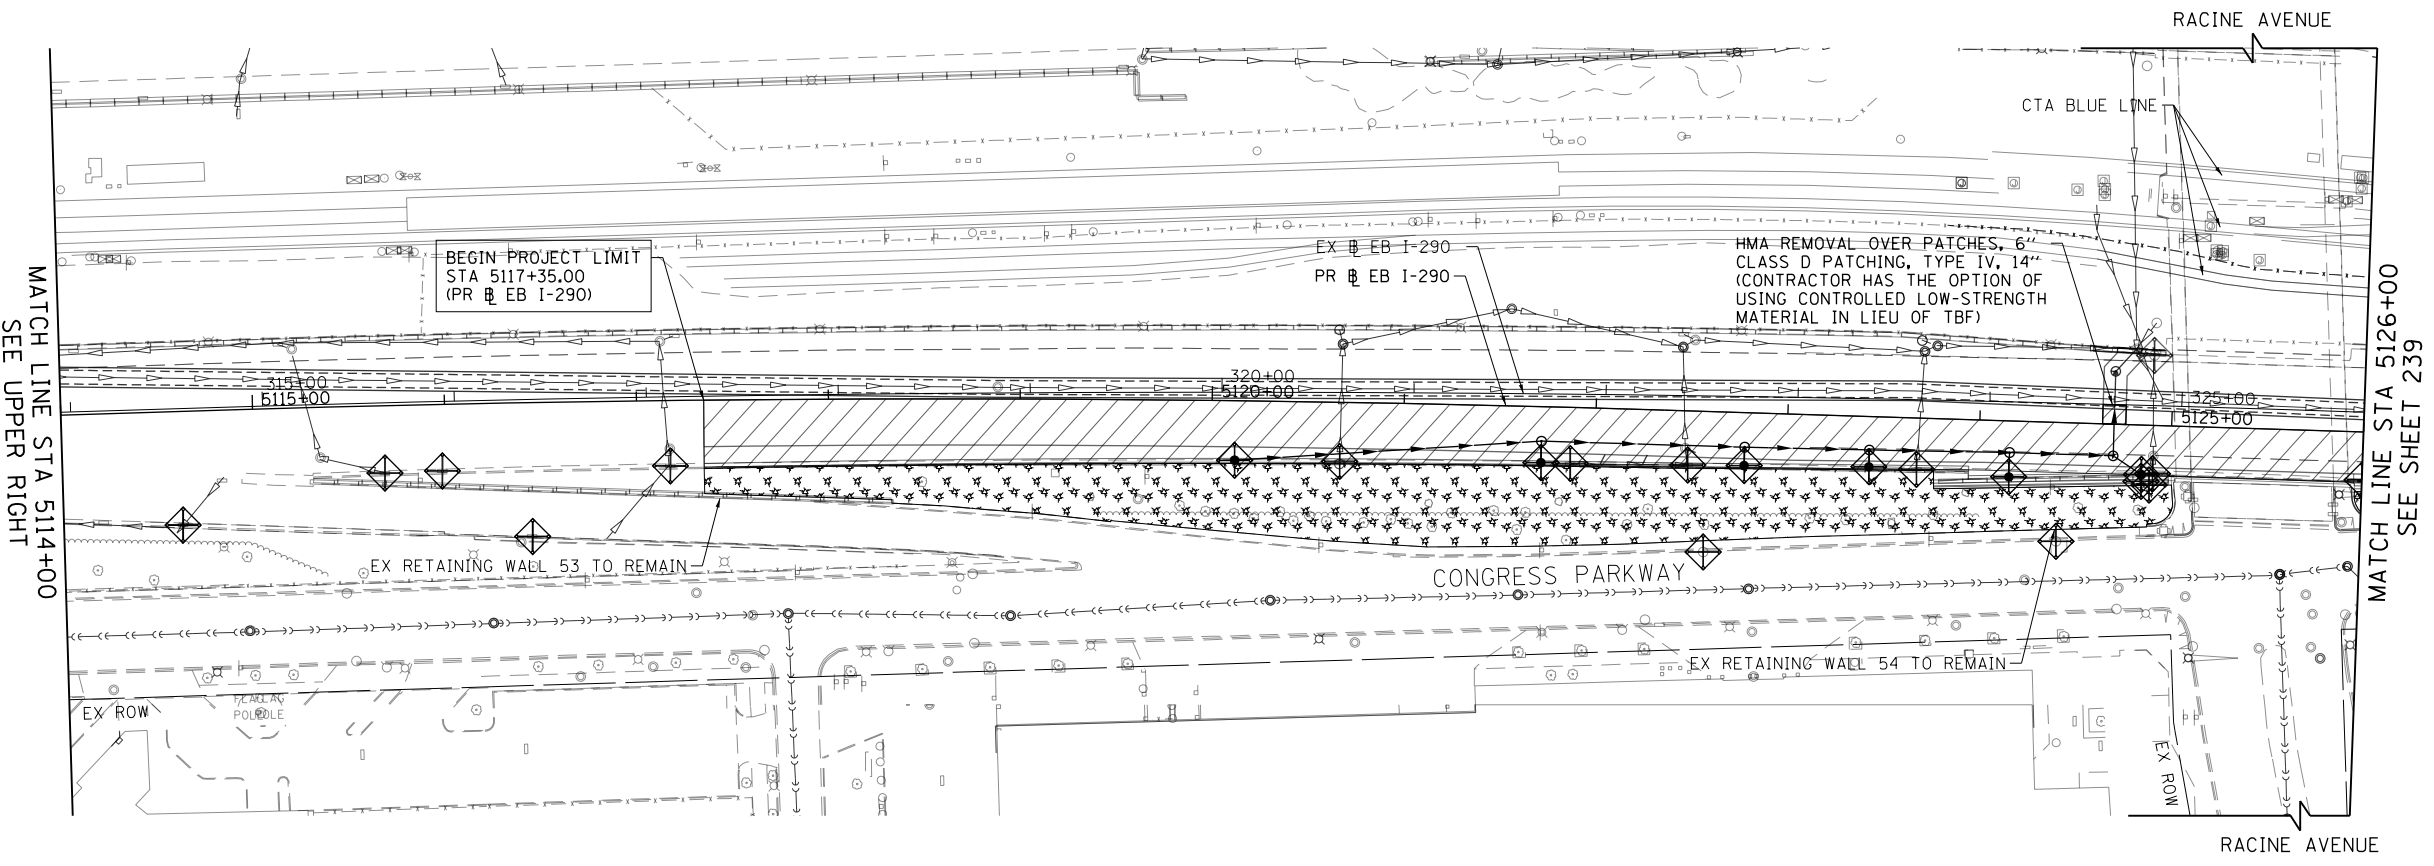 RACINE AVENUE
CTA BLUE LINE
BEGIN PROJECT LIMIT
STA 5117+35.00
(PR BL EB I-290)
EX BL EB I-290
PR BL EB I-290
HMA REMOVAL OVER PATCHES, 6"
CLASS D PATCHING, TYPE IV, 14"
(CONTRACTOR HAS THE OPTION OF
USING CONTROLLED LOW-STRENGTH
MATERIAL IN LIEU OF TBF)
MATCH LINE STA 5114+00
SEE UPPER RIGHT
MATCH LINE STA 5126+00
SEE SHEET 239
315+00
5115+00
320+00
5120+00
325+00
5125+00
EX RETAINING WALL 53 TO REMAIN
CONGRESS PARKWAY
EX RETAINING WALL 54 TO REMAIN
EX ROW
EX ROW
RACINE AVENUE